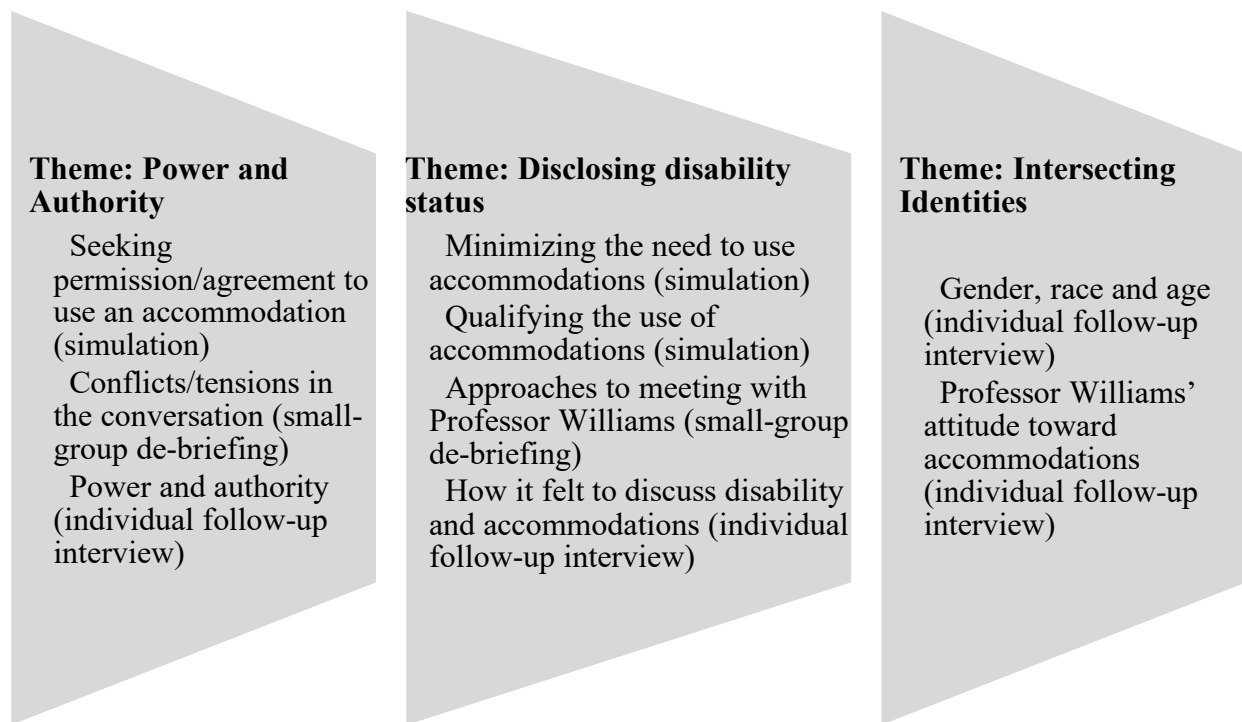 Theme: Power and
Authority
Seeking
permission/agreement to
use an accommodation
(simulation)
Conflicts/tensions in
the conversation (small-
group de-briefing)
Power and authority
(individual follow-up
interview)
Theme: Disclosing disability
status
Minimizing the need to use
accommodations (simulation)
Qualifying the use of
accommodations (simulation)
Approaches to meeting with
Professor Williams (small-group
de-briefing)
How it felt to discuss disability
and accommodations (individual
follow-up interview)
Theme: Intersecting
Identities
Gender, race and age
(individual follow-up
interview)
Professor Williams’
attitude toward
accommodations
(individual follow-up
interview)